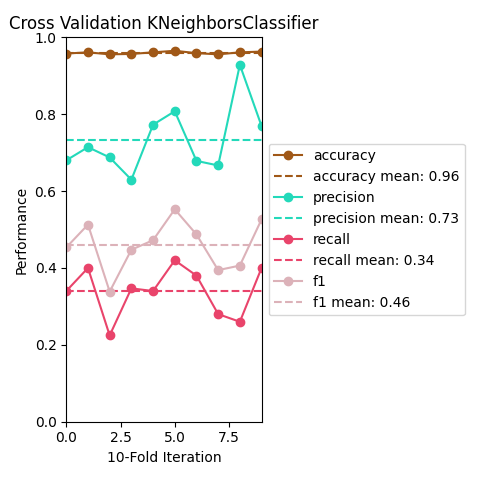 Cross Validation KNeighborsClassifier
1.0
0.8
0.6
0.4
0.2
0.0
Performance
0.0 2.5 5.0 7.5
10-Fold Iteration
accuracy
accuracy mean: 0.96
precision
precision mean: 0.73
recall
recall mean: 0.34
f1
f1 mean: 0.46